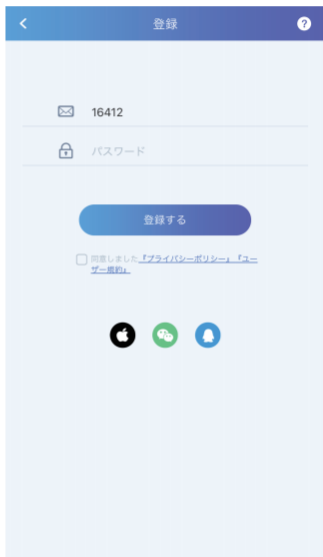 登録
?
16412
パスワード
登録する
同意しました『プライバシーポリシー』『ユー
ザー規約』